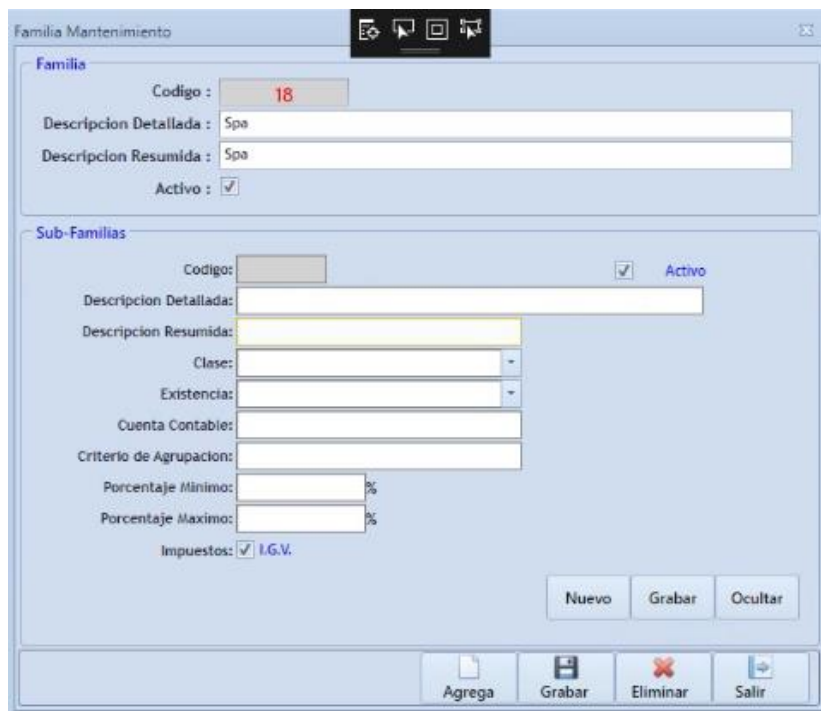 Familia Mantenimiento
Familia
Codigo : 18
Descripcion Detallada : Spa
Descripcion Resumida : Spa
Activo :
Sub-Familias
Codigo: Activo
Descripcion Detallada:
Descripcion Resumida:
Clase:
Existencia:
Cuenta Contable:
Criterio de Agrupacion:
Porcentaje Minimo: %
Porcentaje Maximo: %
Impuestos: I.G.V.
Nuevo Grabar Ocultar
Agrega Grabar Eliminar Salir